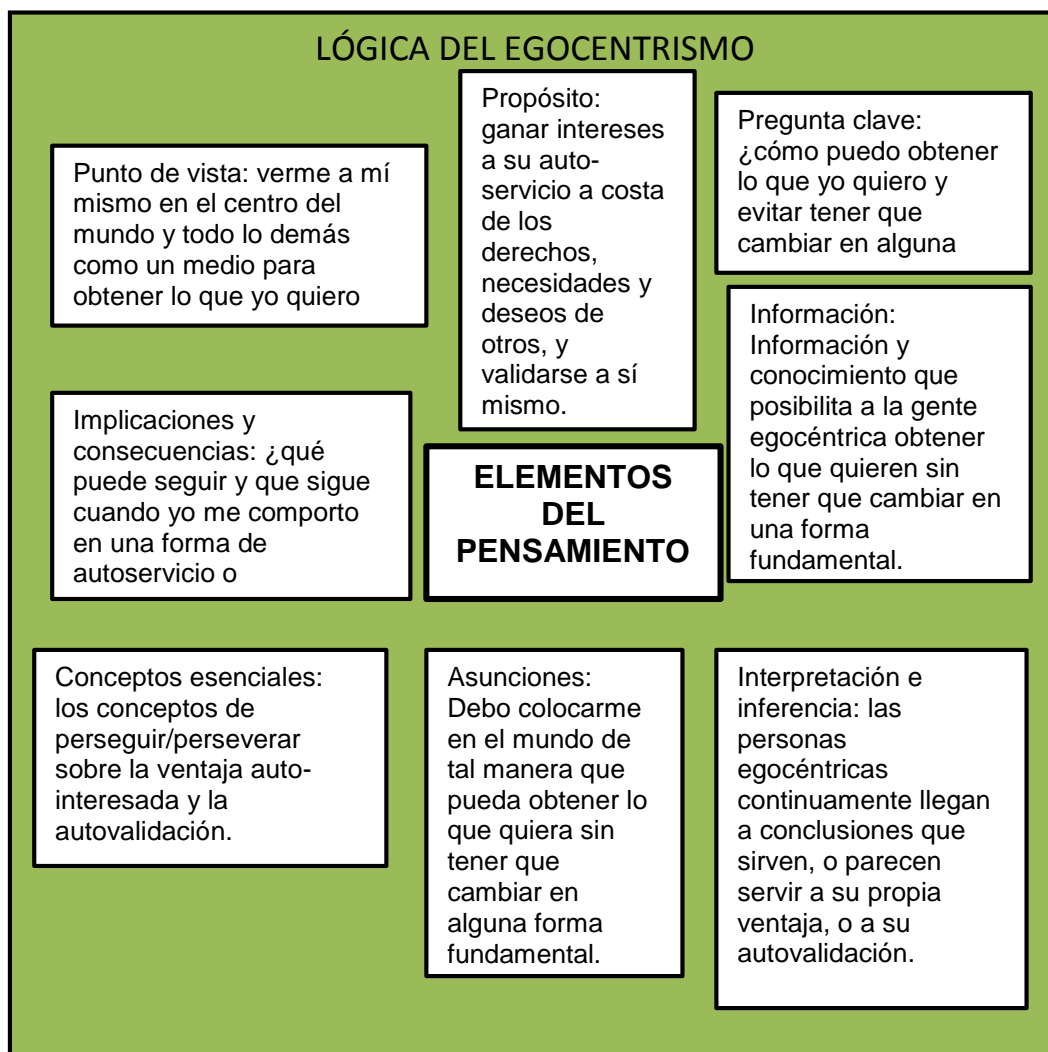 LÓGICA DEL EGOCENTRISMO
Punto de vista: verme a mí
mismo en el centro del
mundo y todo lo demás
como un medio para
obtener lo que yo quiero
Propósito:
ganar intereses
a su auto-
servicio a costa
de los
derechos,
necesidades y
deseos de
otros, y
validarse a sí
mismo.
Pregunta clave:
¿cómo puedo obtener
lo que yo quiero y
evitar tener que
cambiar en alguna
Implicaciones y
consecuencias: ¿qué
puede seguir y que sigue
cuando yo me comporto
en una forma de
autoservicio o
ELEMENTOS
DEL
PENSAMIENTO
Información:
Información y
conocimiento que
posibilita a la gente
egocéntrica obtener
lo que quieren sin
tener que cambiar en
una forma
fundamental.
Conceptos esenciales:
los conceptos de
perseguir/perseverar
sobre la ventaja auto-
interesada y la
autovalidación.
Asunciones:
Debo colocarme
en el mundo de
tal manera que
pueda obtener lo
que quiera sin
tener que
cambiar en
alguna forma
fundamental.
Interpretación e
inferencia: las
personas
egocéntricas
continuamente llegan
a conclusiones que
sirven, o parecen
servir a su propia
ventaja, o a su
autovalidación.